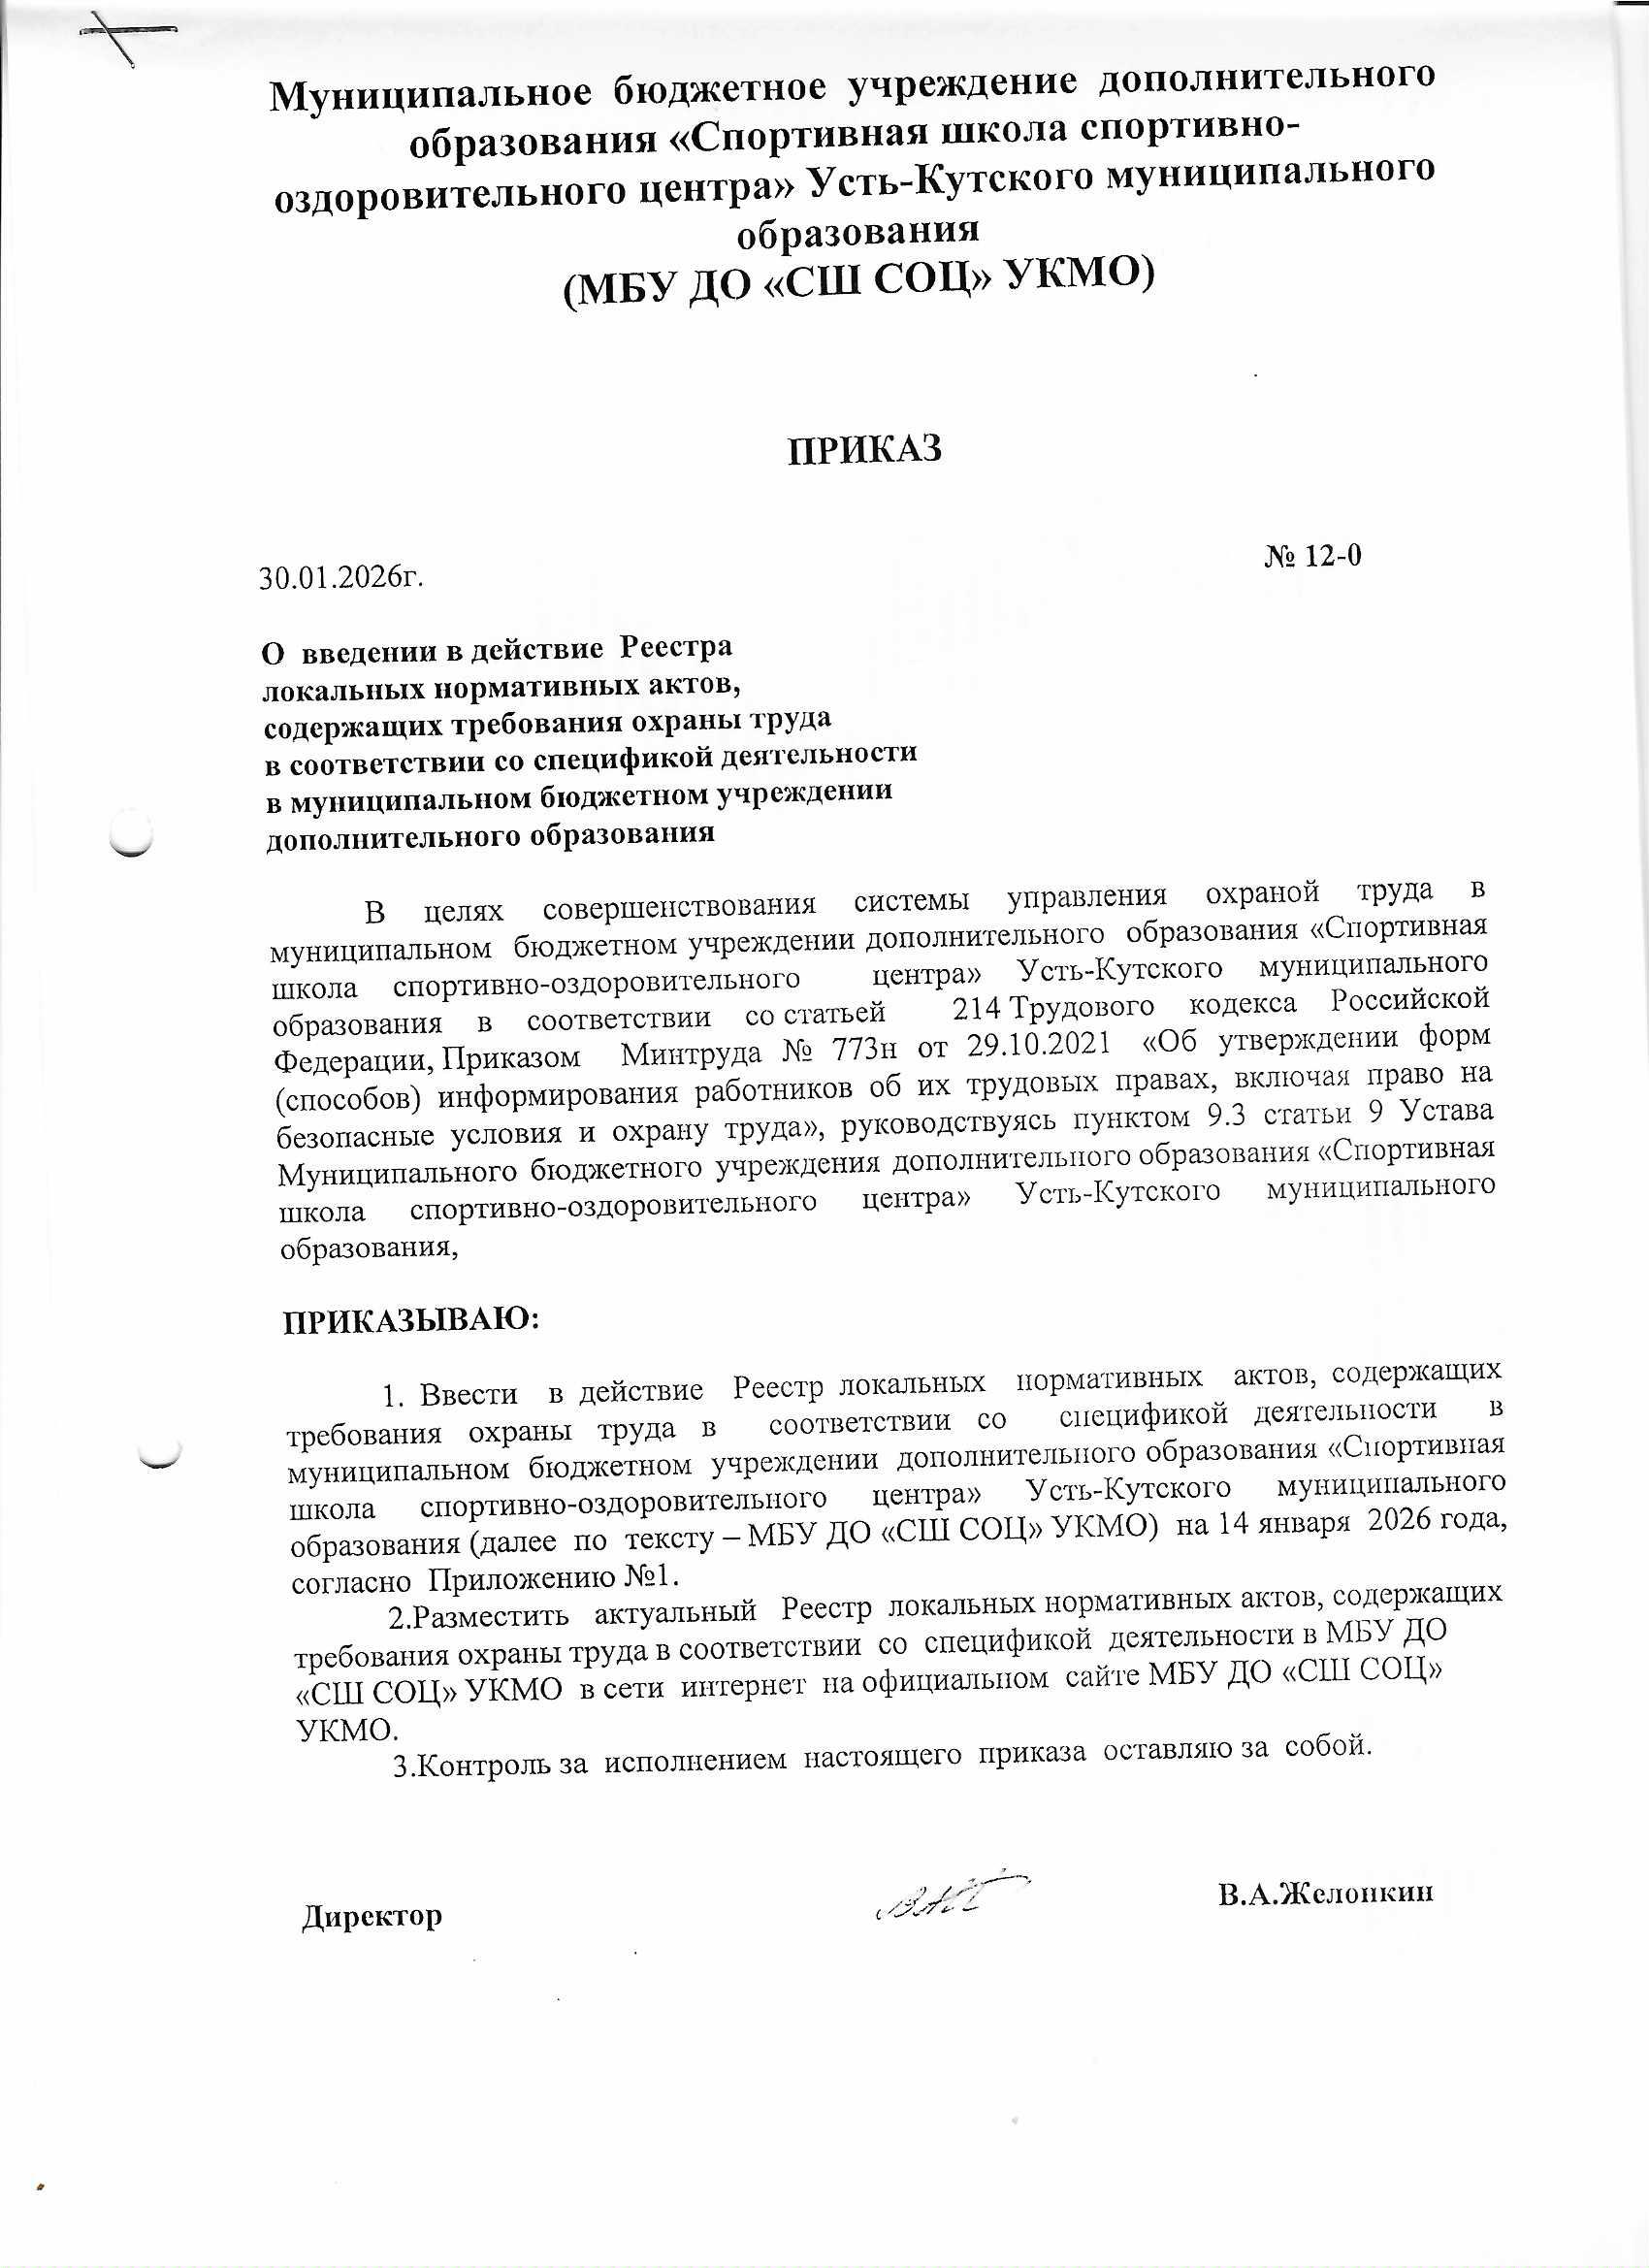 Муниципальное бюджетное учреждение дополнительного
образования «Спортивная школа спортивно-
оздоровительного центра» Усть-Кутского муниципального
образования
(МБУ ДО «СШ СОЦ» УКМО)
ПРИКАЗ
30.01.2026г.
№ 12-0
О введении в действие Реестра
локальных нормативных актов,
содержащих требования охраны труда
в соответствии со спецификой деятельности
в муниципальном бюджетном учреждении
дополнительного образования
В целях совершенствования системы управления охраной труда в
муниципальном бюджетном учреждении дополнительного образования «Спортивная
школа спортивно-оздоровительного центра» Усть-Кутского муниципального
образования в соответствии со статьей 214 Трудового кодекса Российской
Федерации, Приказом Минтруда № 773н от 29.10.2021 «Об утверждении форм
(способов) информирования работников об их трудовых правах, включая право на
безопасные условия и охрану труда», руководствуясь пунктом 9.3 статьи 9 Устава
Муниципального бюджетного учреждения дополнительного образования «Спортивная
школа спортивно-оздоровительного центра» Усть-Кутского муниципального
образования,
ПРИКАЗЫВАЮ:
1. Ввести в действие Реестр локальных нормативных актов, содержащих
требования охраны труда в соответствии со спецификой деятельности в
муниципальном бюджетном учреждении дополнительного образования «Спортивная
школа спортивно-оздоровительного центра» Усть-Кутского муниципального
образования (далее по тексту – МБУ ДО «СШ СОЦ» УКМО) на 14 января 2026 года,
согласно Приложению №1.
2.Разместить актуальный Реестр локальных нормативных актов, содержащих
требования охраны труда в соответствии со спецификой деятельности в МБУ ДО
«СШ СОЦ» УКМО в сети интернет на официальном сайте МБУ ДО «СШ СОЦ»
УКМО.
3.Контроль за исполнением настоящего приказа оставляю за собой.
Директор
В.А.Желонкин